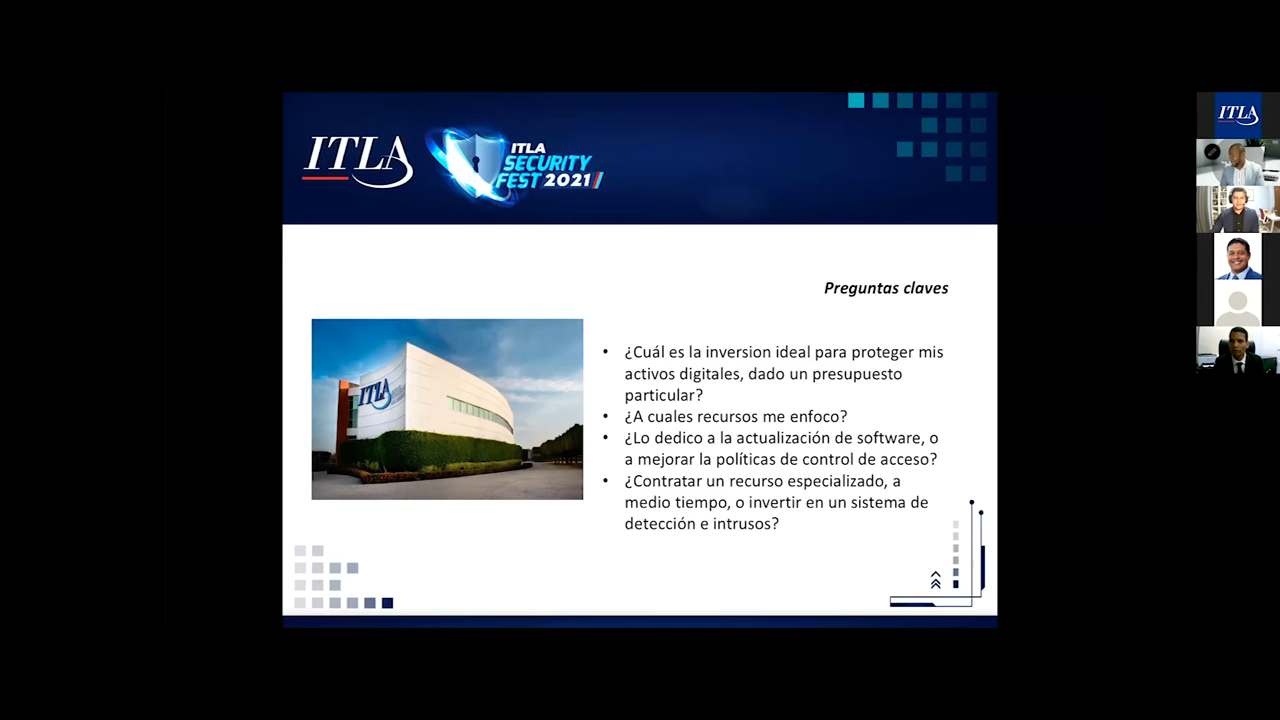 ITLA
ITLA
SECURITY
FEST 2021
Preguntas claves
ITLA
• ¿Cuál es la inversion ideal para proteger mis
activos digitales, dado un presupuesto
particular?
• ¿A cuales recursos me enfoco?
• ¿Lo dedico a la actualización de software, o
a mejorar la políticas de control de acceso?
• ¿Contratar un recurso especializado, a
medio tiempo, o invertir en un sistema de
detección e intrusos?
ITLA